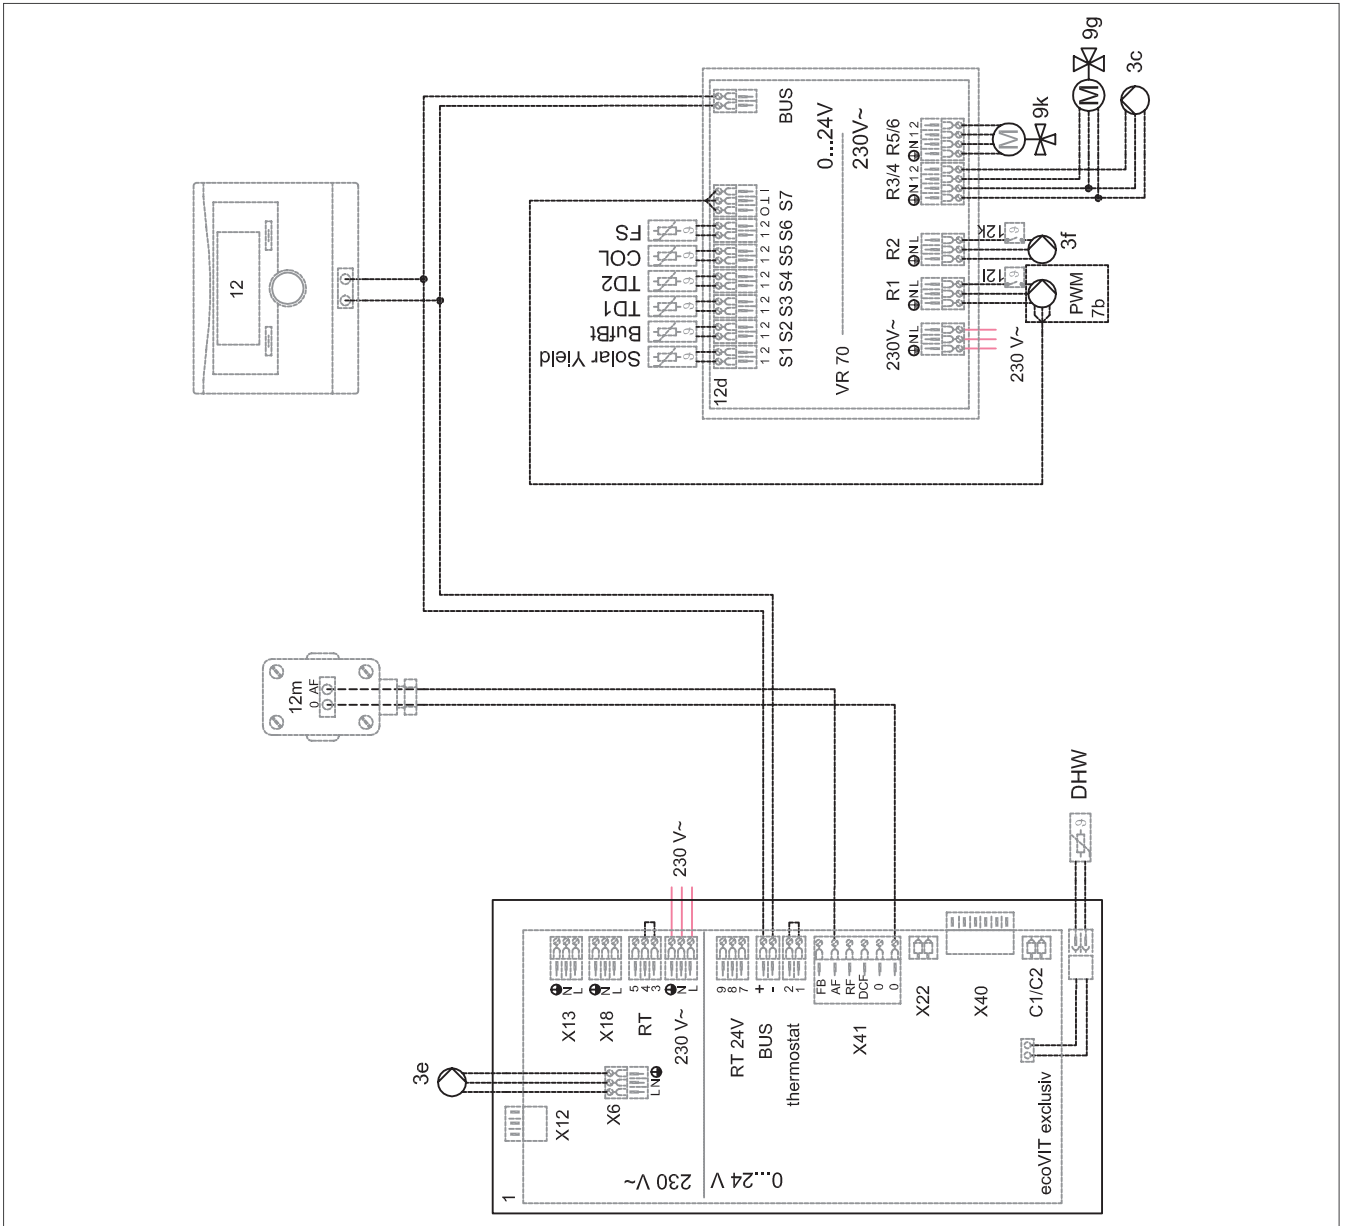 12
BUS
0...24V
230V~
VR 70
12d
S7
O T I
FS
COL
TD2
TD1
BufBt
Solar Yield
1 2 S6
1 2 S5
1 2 S4
1 2 S3
1 2 S2
1 2 S1
R5/6
N 1 2
R3/4
N 1 2
R2
N L
R1
N L
230V~
N L
230 V~
9g
3c
9k
M
M
12k
3f
12l
PWM
7b
12m
0 AF
DHW
230 V~
X13
N
L
X18
N
L
RT
5
4
3
230 V~
N
L
RT 24V
9
8
7
BUS
+
-
thermostat
2
1
X41
FB
AF
RF
DCF
0
0
X22
X40
C1/C2
3e
X6
L N
X12
1
230 V~
0...24 V
ecoVIT exclusiv